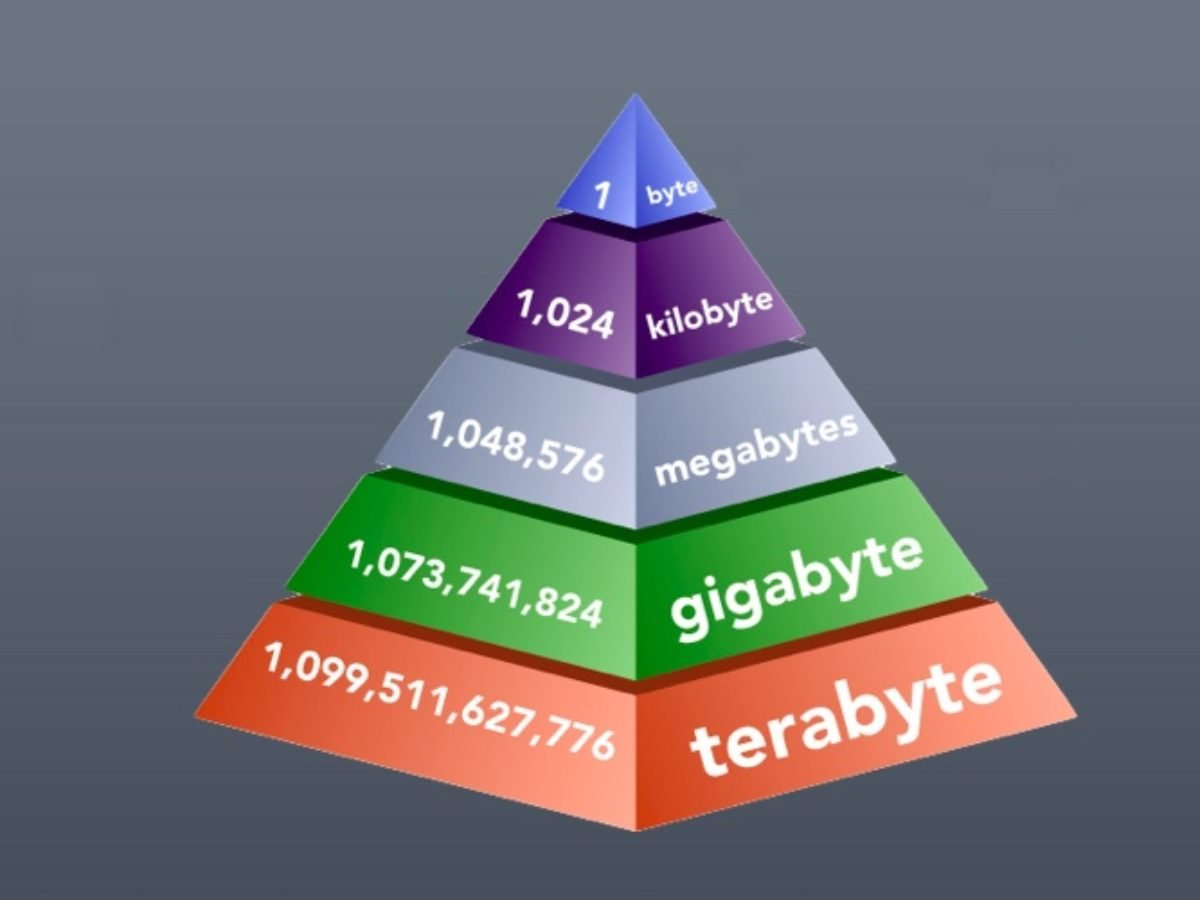 1 byte
1,024 kilobyte
1,048,576 megabytes
1,073,741,824 gigabyte
1,099,511,627,776 terabyte